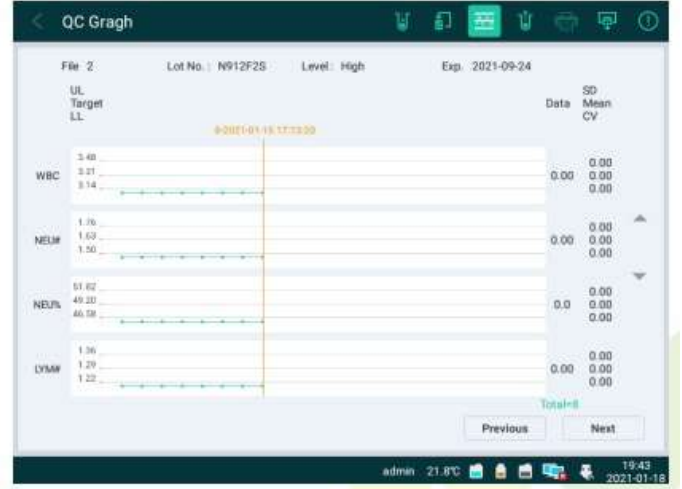 QC Gragh
File 2 Lot No.: N912F2S Level: High Exp. 2021-09-24
UL
Target
LL
Data
SD
Mean
CV
WBC
3.21
3.14
0.00
0.00
0.00
0.00
NEU#
1.76
1.63
1.50
0.00
0.00
0.00
0.00
NEU%
51.82
49.20
46.58
0.0
0.00
0.00
0.00
LYM#
1.36
1.29
1.22
0.00
0.00
0.00
0.00
Total=8
Previous Next
admin 21.8°C 19:43
2021-01-18